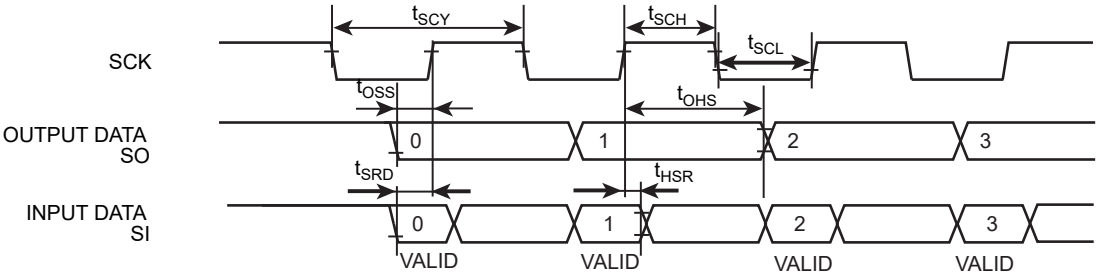 tSCY
tSCH
SCK
tSCL
tOSS
tOHS
OUTPUT DATA
SO
0
1
2
3
tSRD
tHSR
INPUT DATA
SI
0
1
2
3
VALID
VALID
VALID
VALID